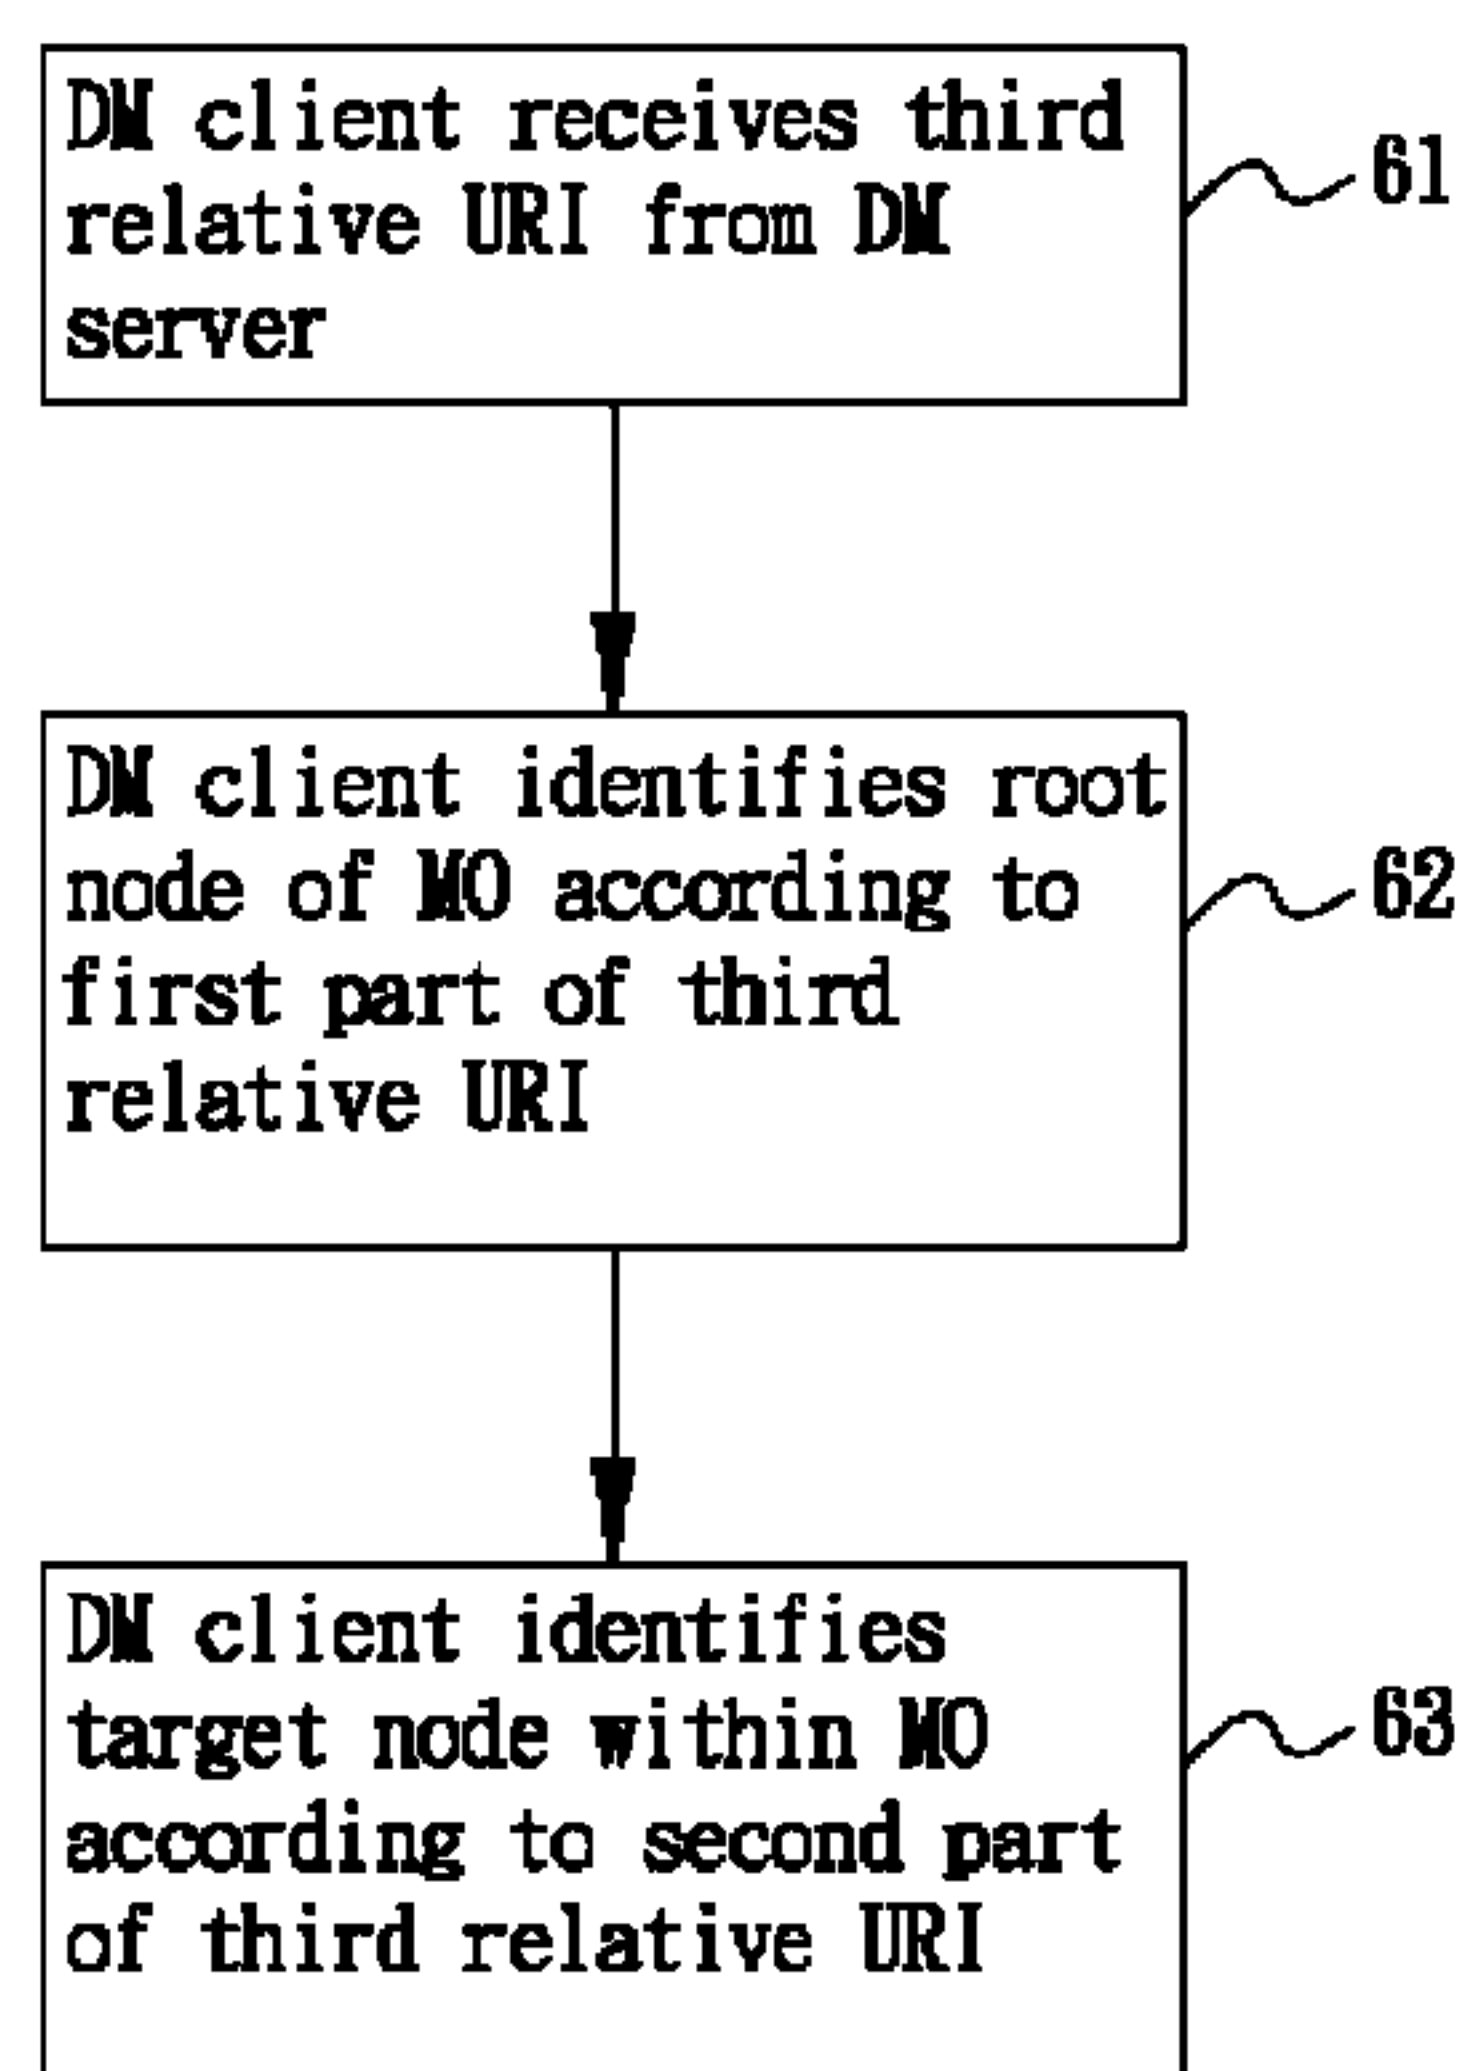 DM client receives third
relative URI from DM
server
61
DM client identifies root
node of MO according to
first part of third
relative URI
62
DM client identifies
target node within MO
according to second part
of third relative URI
63